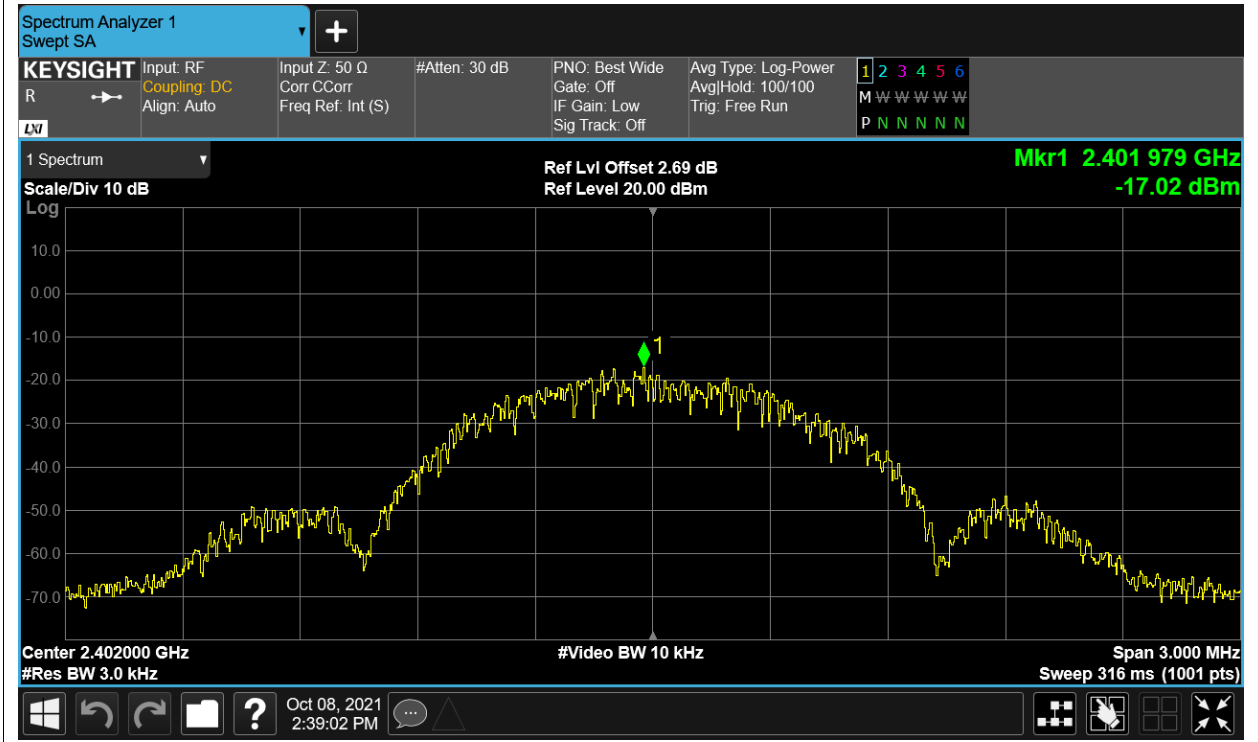 Spectrum Analyzer 1
Swept SA
+
KEYSIGHT
R
LXI
Input: RF
Coupling: DC
Align: Auto
Input Z: 50 Ω
Corr CCorr
Freq Ref: Int (S)
#Atten: 30 dB
PNO: Best Wide
Gate: Off
IF Gain: Low
Sig Track: Off
Avg Type: Log-Power
Avg|Hold: 100/100
Trig: Free Run
1 2 3 4 5 6
M W W W W W
P N N N N N
1 Spectrum
Scale/Div 10 dB
Log
Ref Lvl Offset 2.69 dB
Ref Level 20.00 dBm
Mkr1 2.401 979 GHz
-17.02 dBm
10.0
0.00
-10.0
-20.0
-30.0
-40.0
-50.0
-60.0
-70.0
1
Center 2.402000 GHz
#Res BW 3.0 kHz
#Video BW 10 kHz
Span 3.000 MHz
Sweep 316 ms (1001 pts)
?
Oct 08, 2021
2:39:02 PM